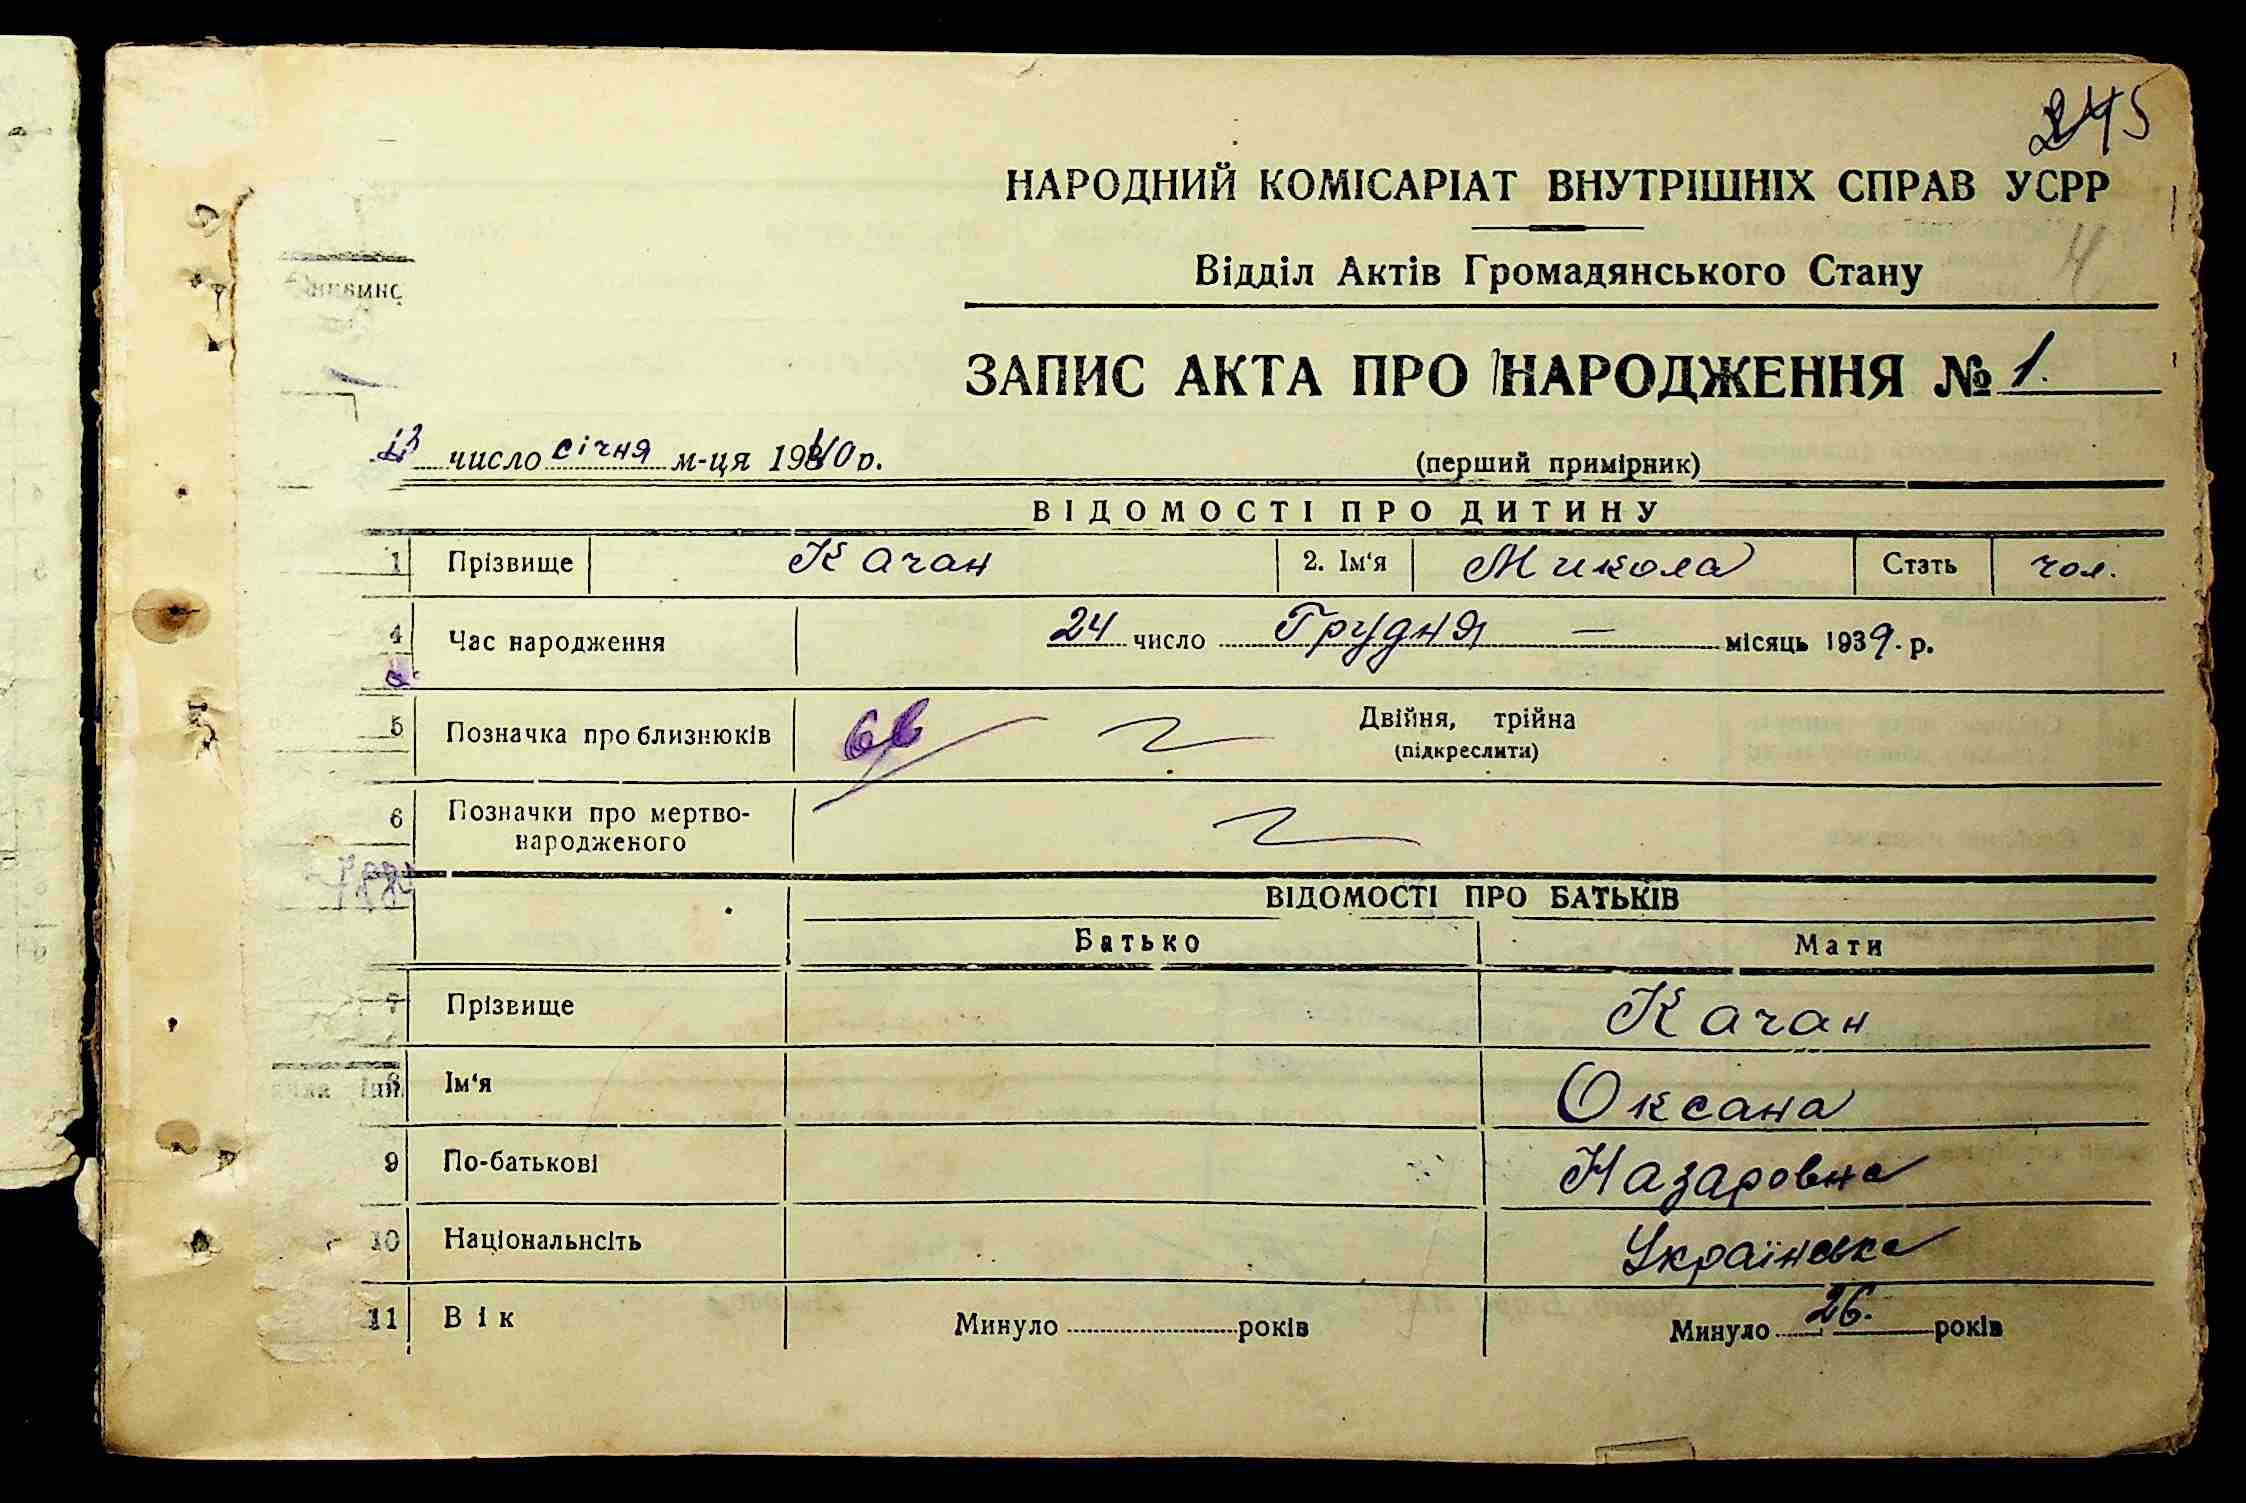 245
НАРОДНИЙ КОМІСАРІАТ ВНУТРІШНІХ СПРАВ УСРР
4
Відділ Актів Громадянського Стану
ЗАПИС АКТА ПРО НАРОДЖЕННЯ № 1.
число січня м-ця 1940 р.
(перший примірник)
ВІДОМОСТІ ПРО ДИТИНУ
1 Прізвище Качан 2. Ім'я Микола Стать чол.
4 Час народження 24 число Грудня — місяць 1939. р.
5 Позначка про близнюків Двійня, трійна
(підкреслити)
6 Позначки про мертво-
народженого
ВІДОМОСТІ ПРО БАТЬКІВ
Батько Мати
7 Прізвище Качан
8 Ім'я Оксана
9 По-батькові Назаровна
10 Національнсіть Українська
11 Вік Минуло років Минуло 26. років